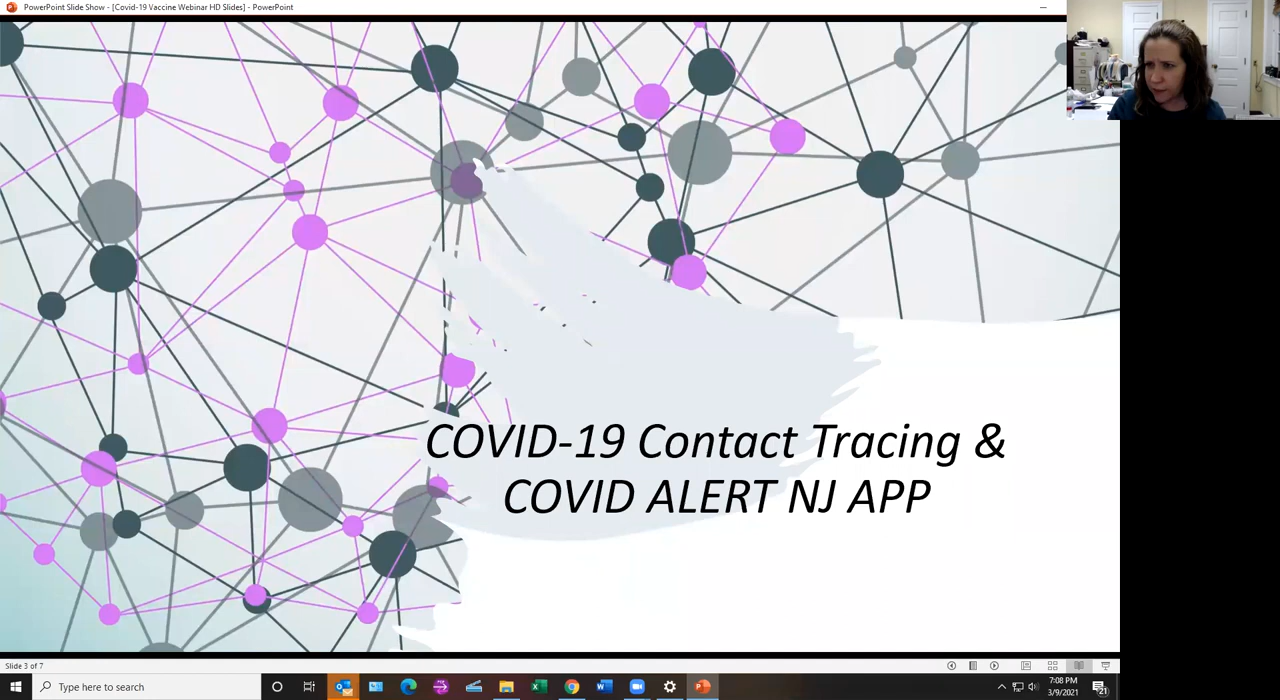 PowerPoint Slide Show - [Covid-19 Vaccine Webinar HD Slides] - PowerPoint
COVID-19 Contact Tracing &
COVID ALERT NJ APP
Slide 3 of 7
Type here to search
7:08 PM
3/9/2021
21